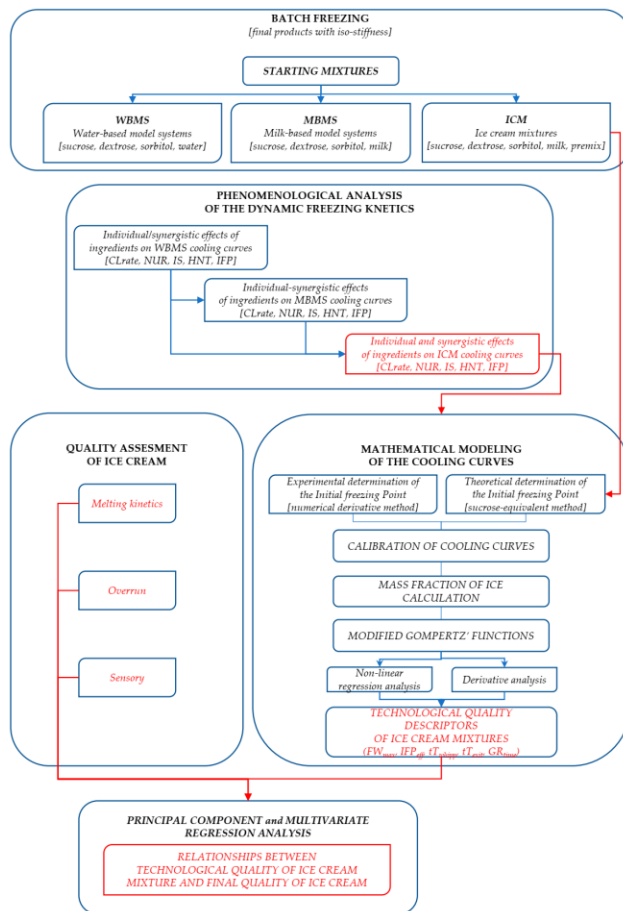 BATCH FREEZING
[final products with iso-stiffness]
STARTING MIXTURES
WBMS
Water-based model systems
[sucrose, dextrose, sorbitol, water]
MBMS
Milk-based model systems
[sucrose, dextrose, sorbitol, milk]
ICM
Ice cream mixtures
[sucrose, dextrose, sorbitol, milk, premix]
PHENOMENOLOGICAL ANALYSIS
OF THE DYNAMIC FREEZING KNETICS
Individual/synergistic effects of
ingredients on WBMS cooling curves
[CLrate, NUR, IS, HNT, IFP]
Individual-synergistic effects
of ingredients on MBMS cooling curves
[CLrate, NUR, IS, HNT, IFP]
Individual and synergistic effects
of ingredients on ICM cooling curves
[CLrate, NUR, IS, HNT, IFP]
QUALITY ASSESMENT
OF ICE CREAM
Melting kinetics
Overrun
Sensory
MATHEMATICAL MODELING
OF THE COOLING CURVES
Experimental determination of
the Initial freezing Point
[numerical derivative method]
Theoretical determination of
the Initial freezing Point
[sucrose-equivalent method]
CALIBRATION OF COOLING CURVES
MASS FRACTION OF ICE
CALCULATION
MODIFIED GOMPERTZ' FUNCTIONS
Non-linear
regression analysis
Derivative analysis
TECHNOLOGICAL QUALITY
DESCRIPTORS
OF ICE CREAM MIXTURES
PRINCIPAL COMPONENT and MULTIVARIATE
REGRESSION ANALYSIS
RELATIONSHIPS BETWEEN
TECHNOLOGICAL QUALITY OF ICE CREAM
MIXTURE AND FINAL QUALITY OF ICE CREAM